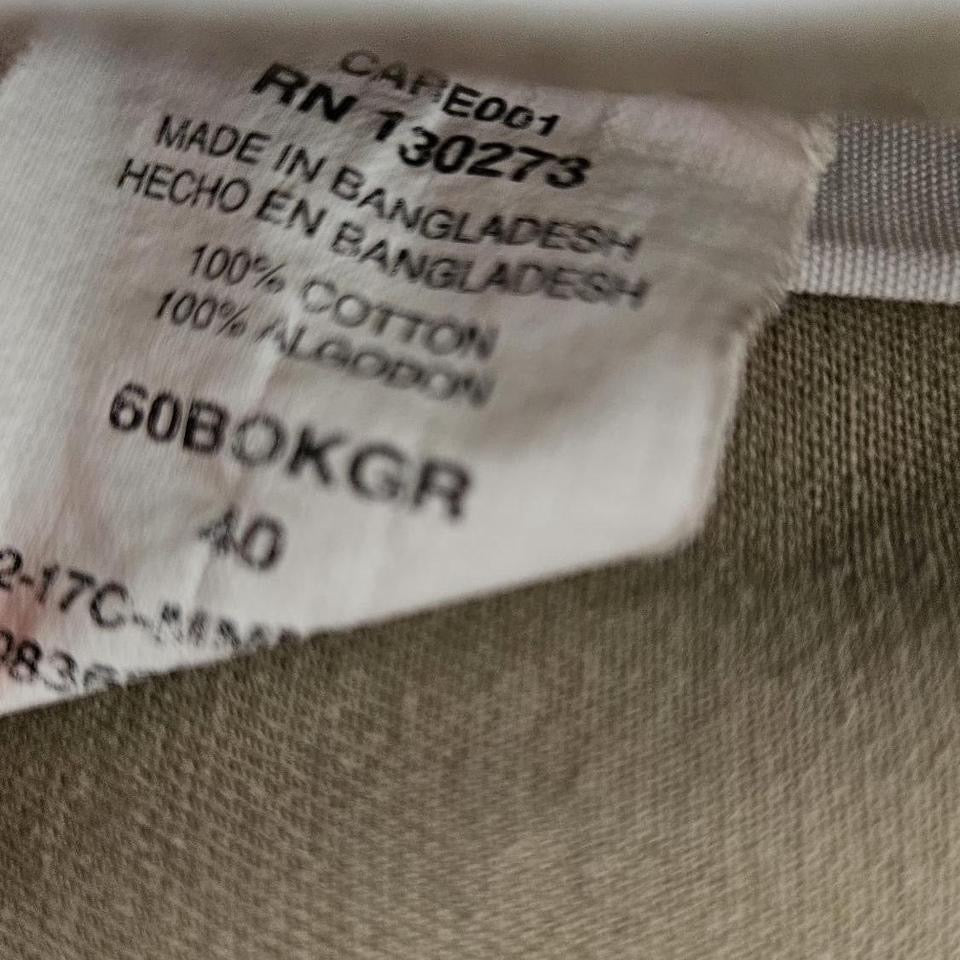 CARE001
RN 130273
MADE IN BANGLADESH
HECHO EN BANGLADESH
100% COTTON
100% ALGODON
60BOKGR
40